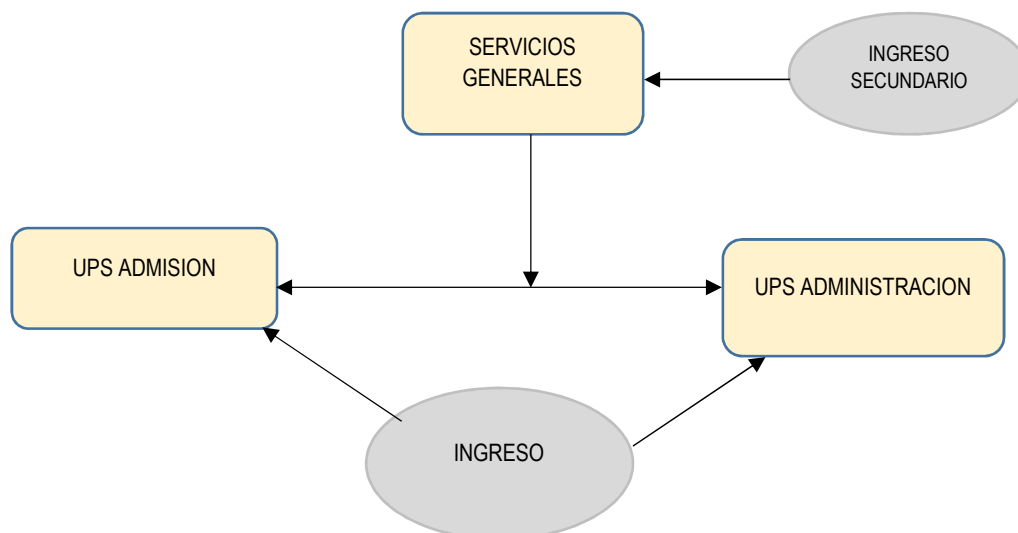 SERVICIOS
GENERALES
INGRESO
SECUNDARIO
UPS ADMISION
UPS ADMINISTRACION
INGRESO